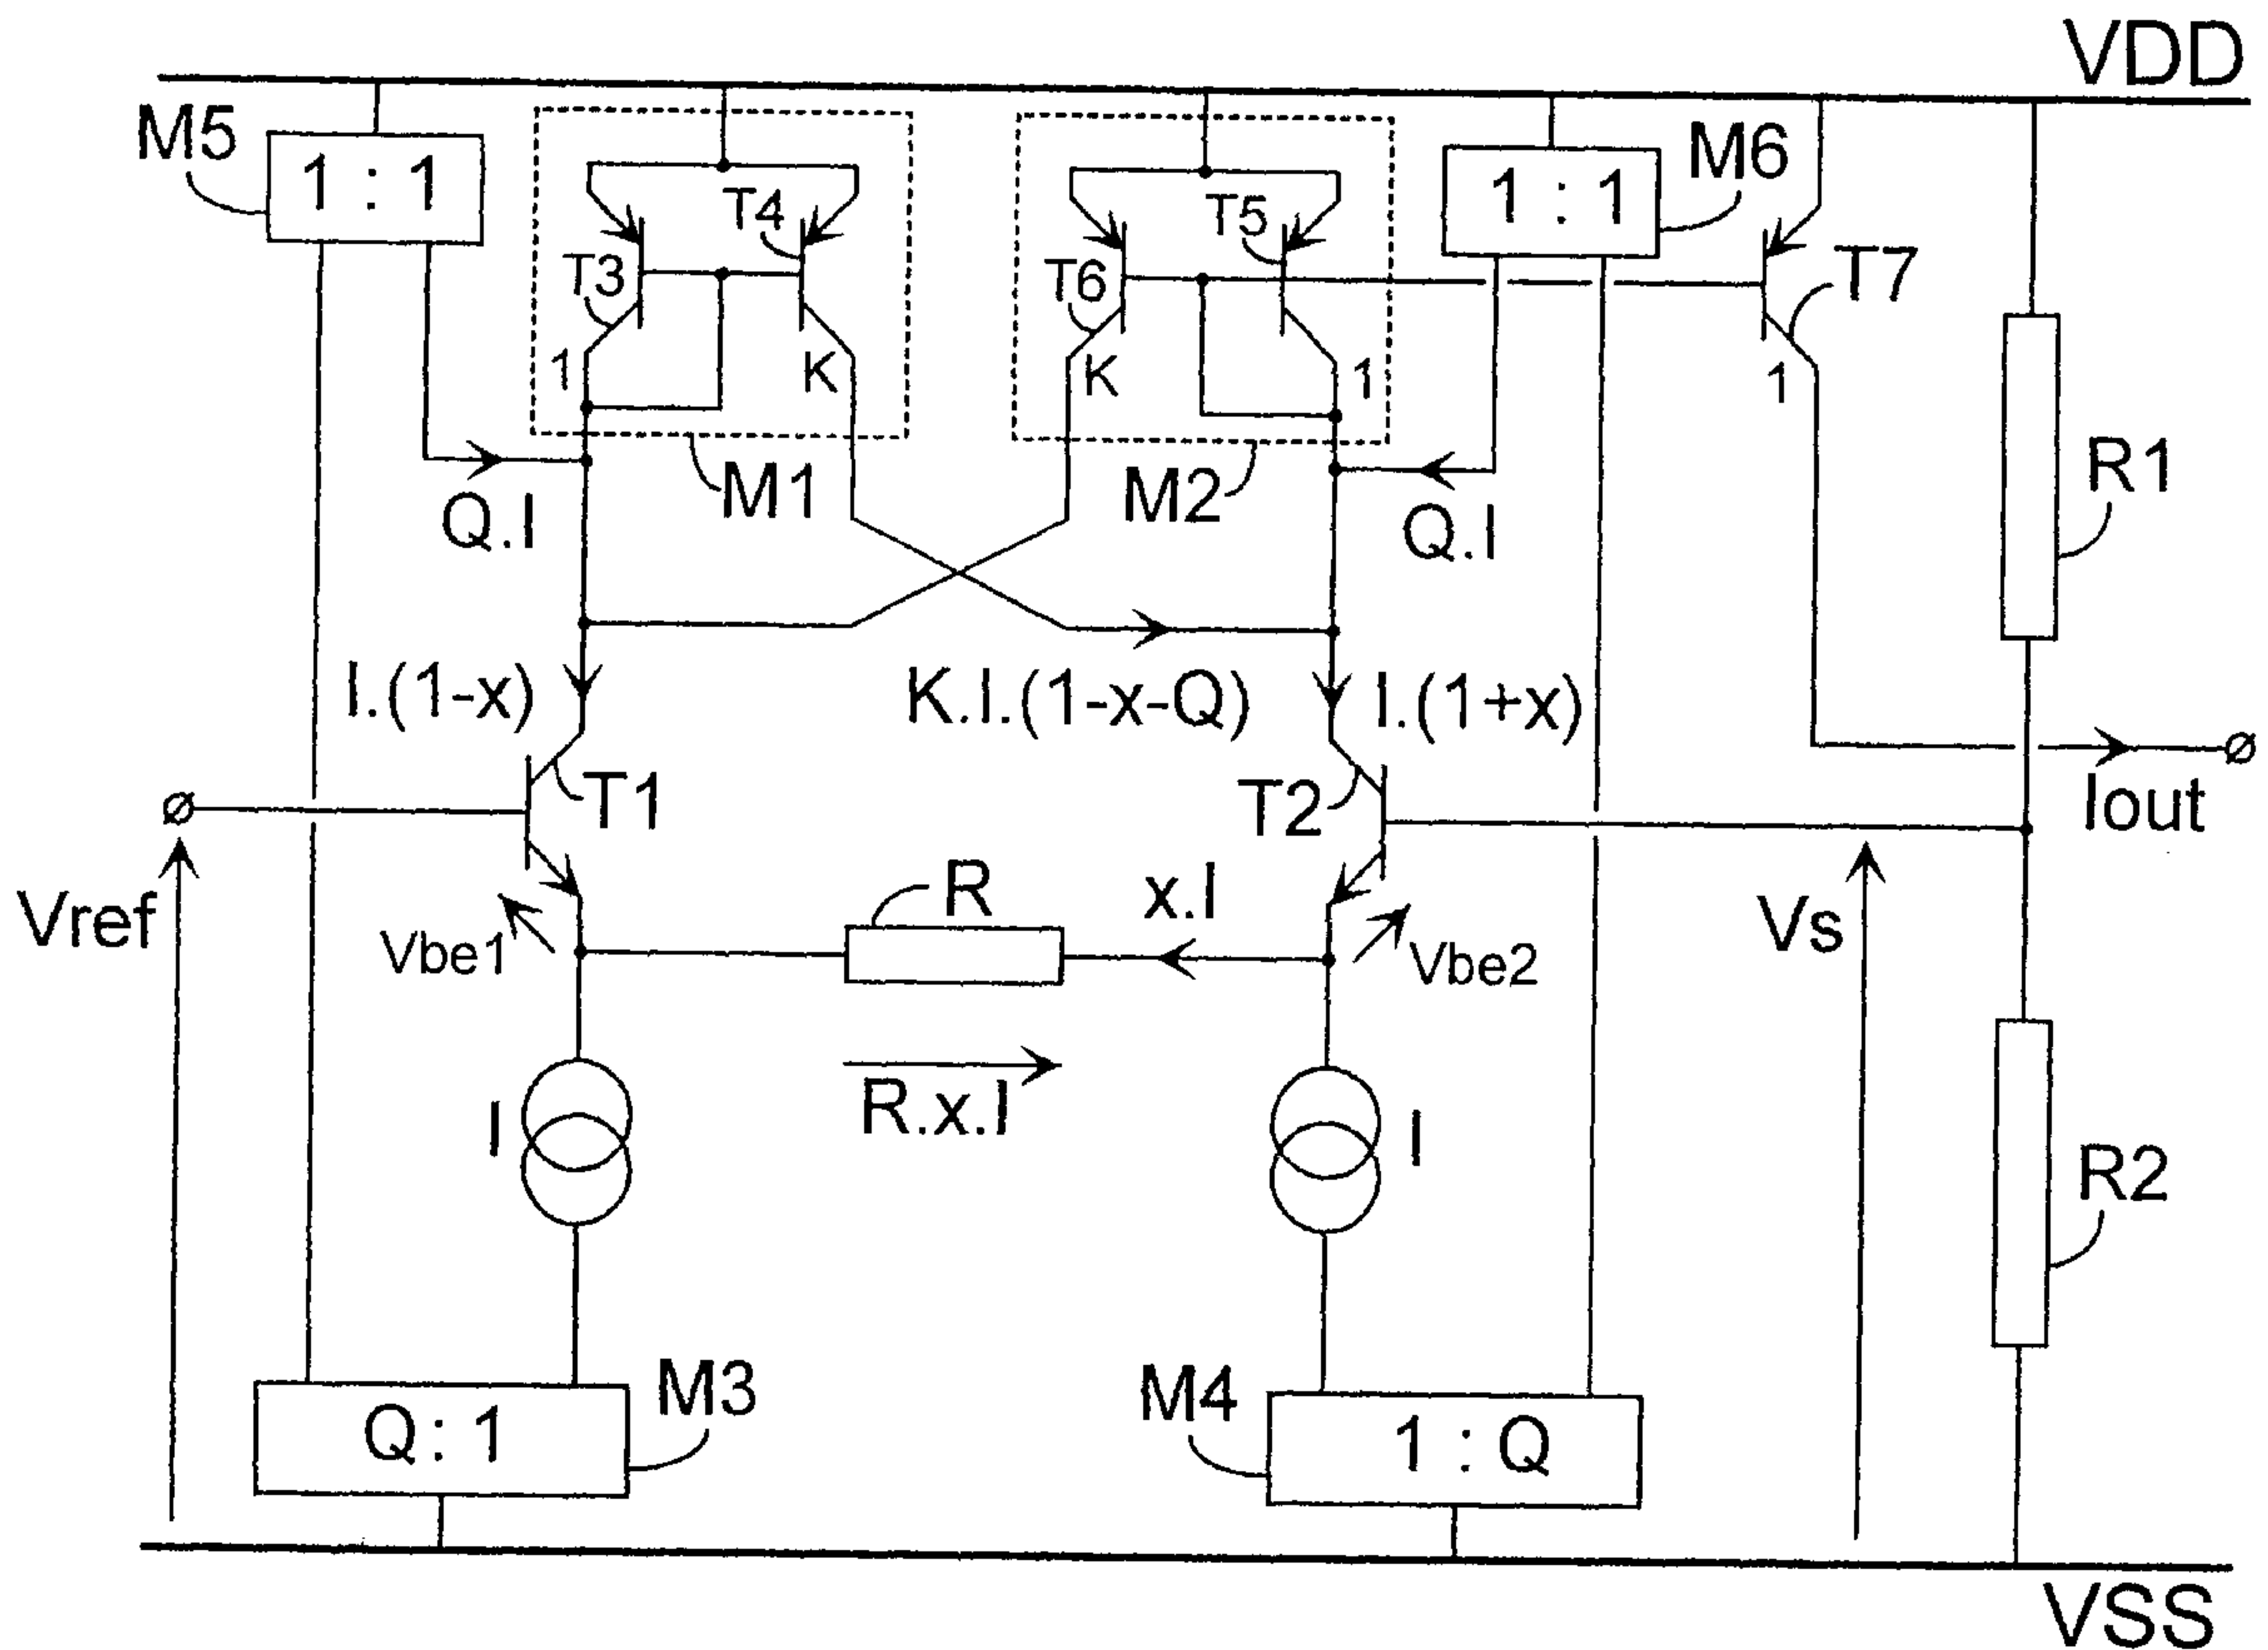 VDD
M5
1 : 1
T4
T3
1
K
M1
Q.I
T5
T6
K
1
M2
Q.I
1 : 1
M6
T7
1
R1
I.(1-x)
K.I.(1-x-Q)
I.(1+x)
T1
T2
Iout
Vref
Vbe1
R
x.I
Vbe2
Vs
R.x.I
I
I
R2
Q : 1
M3
M4
1 : Q
VSS